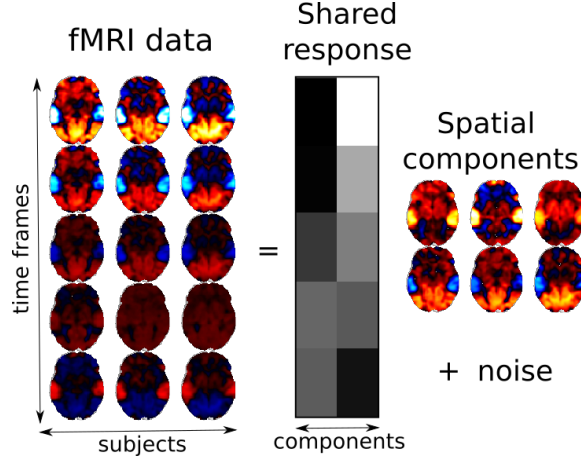 fMRI data
Shared
response
Spatial
components
time frames
=
+ noise
subjects
components